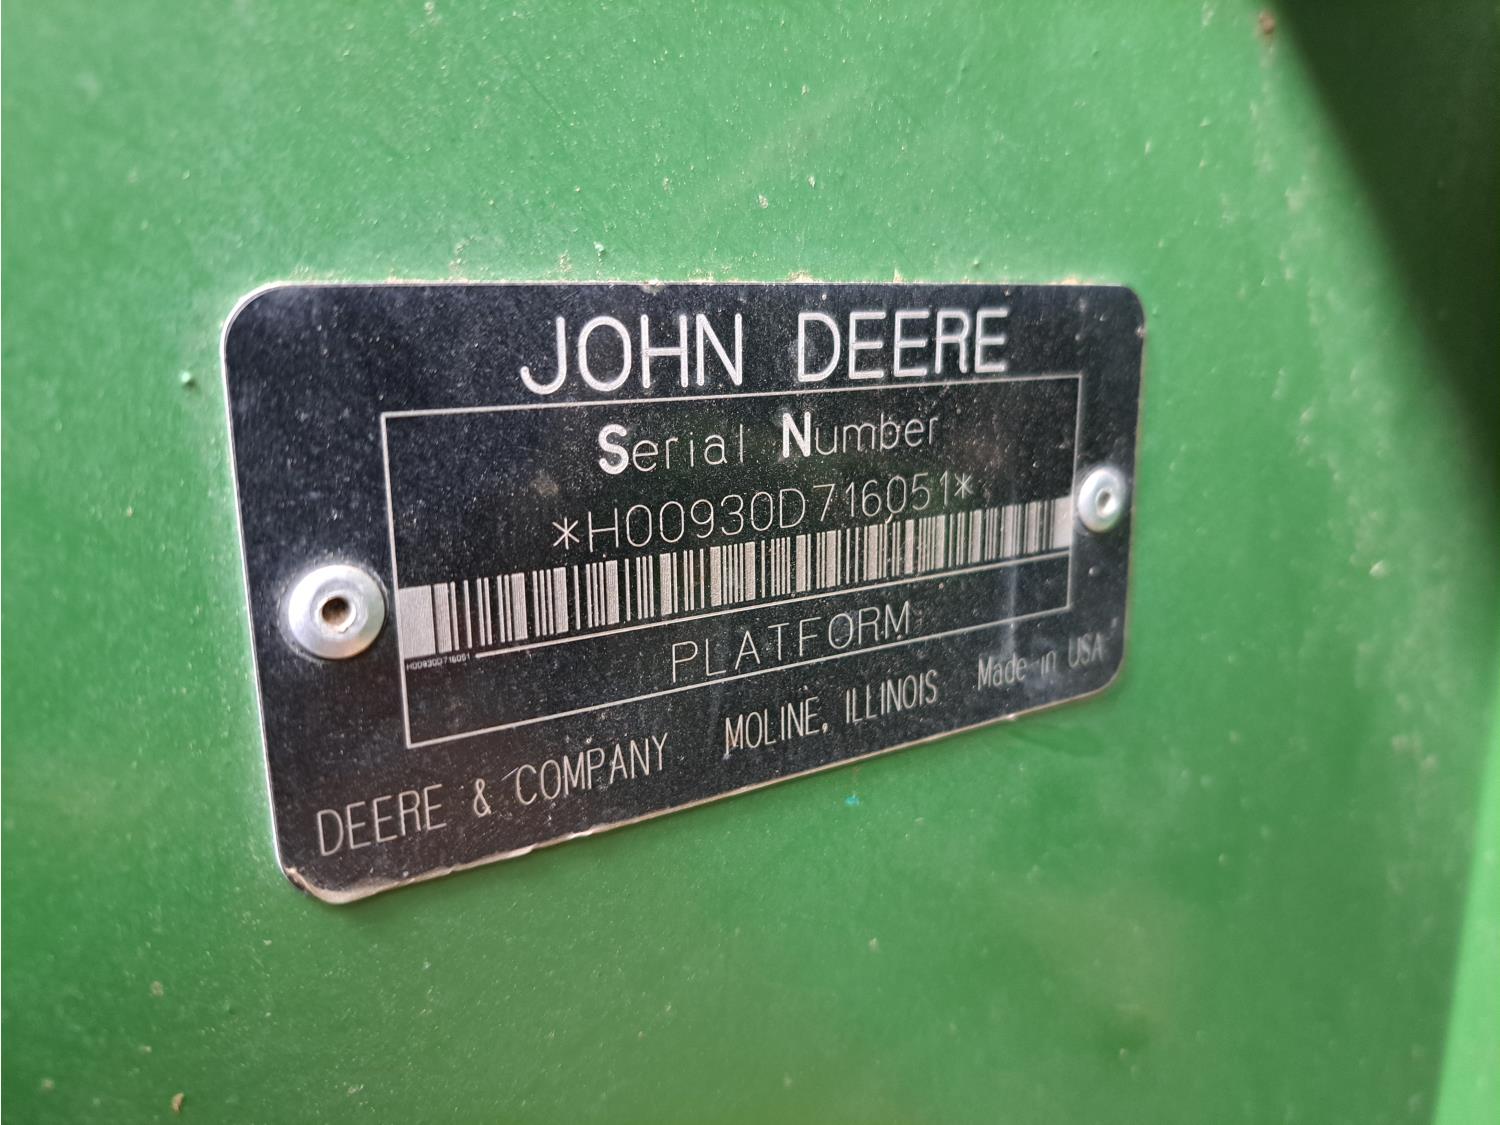 JOHN DEERE
Serial Number
*H00930D716051*
H00930D716051
PLATFORM
DEERE & COMPANY MOLINE, ILLINOIS Made in USA